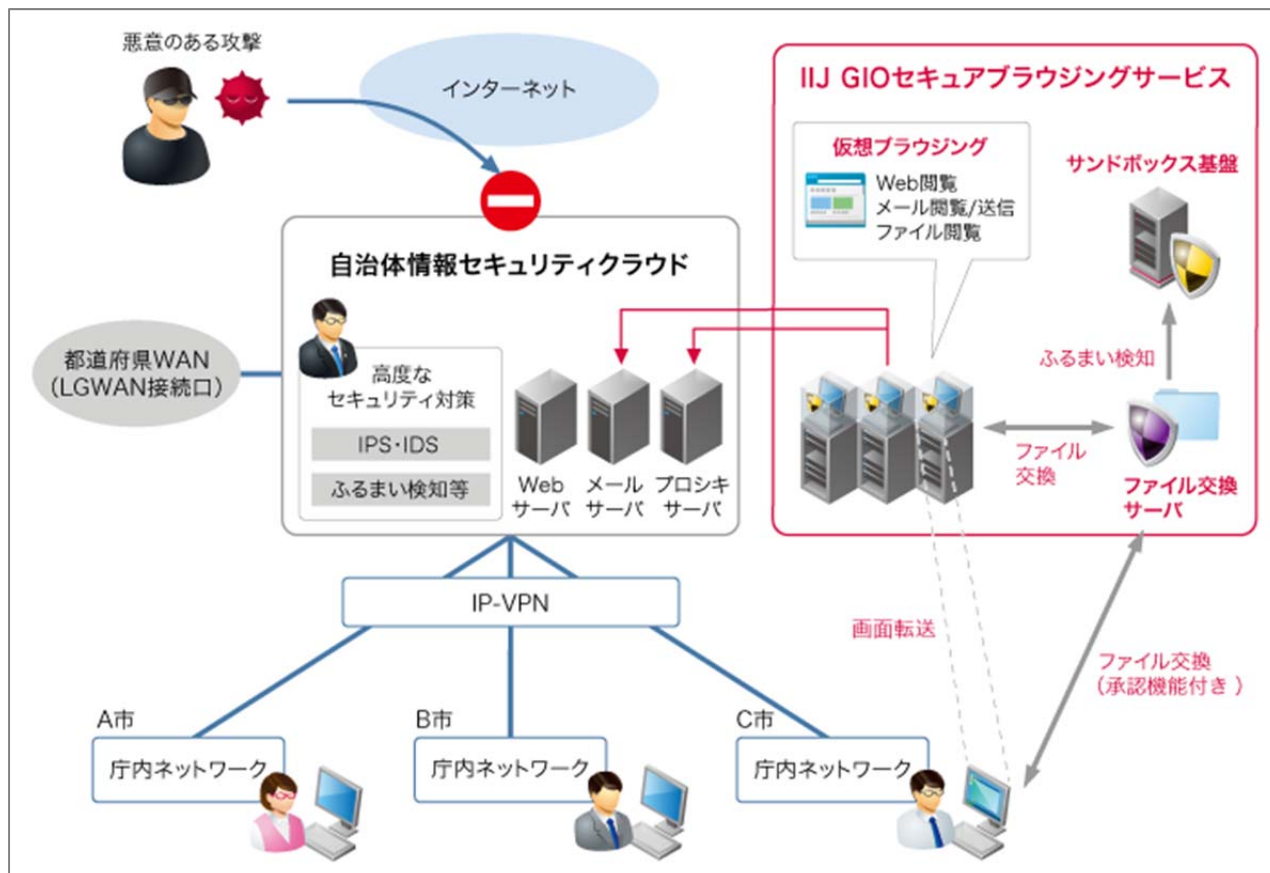 悪意のある攻撃
インターネット
IIJ GIOセキュアブラウジングサービス
仮想ブラウジング
Web閲覧
メール閲覧/送信
ファイル閲覧
サンドボックス基盤
自治体情報セキュリティクラウド
都道府県WAN
(LGWAN接続口)
高度な
セキュリティ対策
IPS・IDS
ふるまい検知等
Web
サーバ
メール
サーバ
プロシキ
サーバ
ふるまい検知
ファイル
交換
ファイル交換
サーバ
IP-VPN
画面転送
ファイル交換
(承認機能付き )
A市
庁内ネットワーク
B市
庁内ネットワーク
C市
庁内ネットワーク